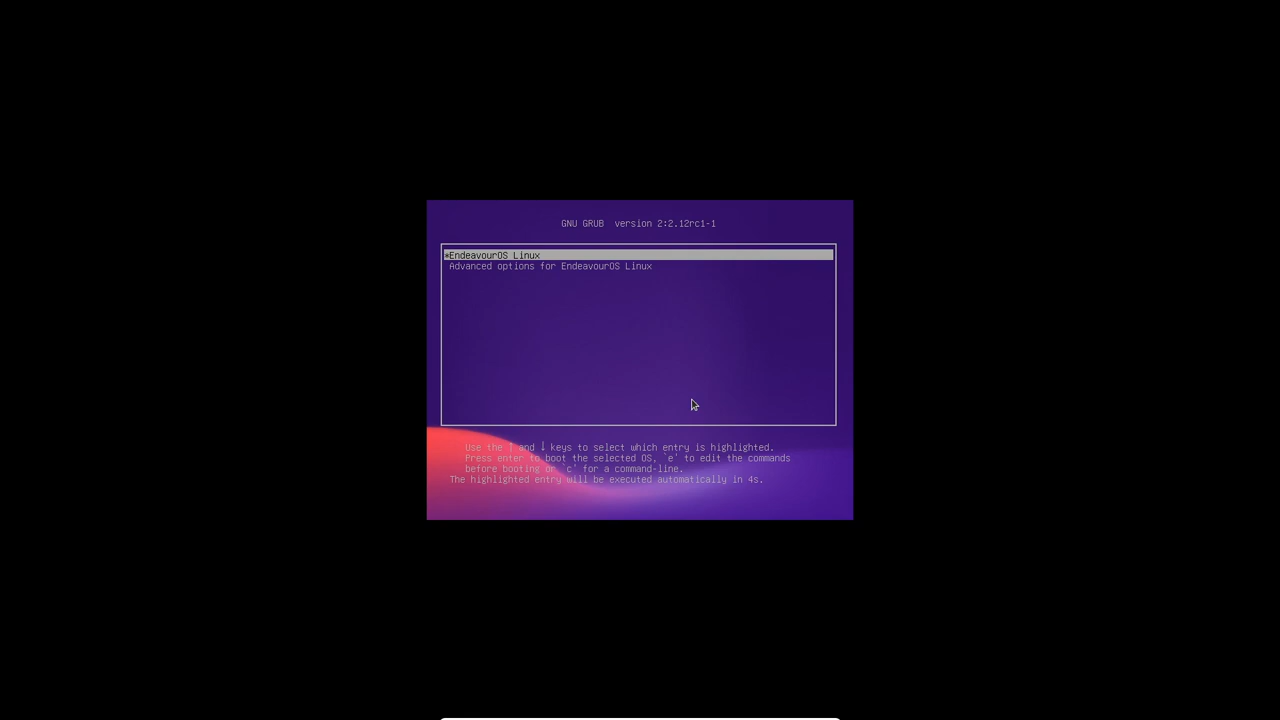 GNU GRUB  version 2:2.12rc1-1
*EndeavourOS Linux
Advanced options for EndeavourOS Linux
Use the ↑ and ↓ keys to select which entry is highlighted.
Press enter to boot the selected OS, `e' to edit the commands
before booting or `c' for a command-line.
The highlighted entry will be executed automatically in 4s.